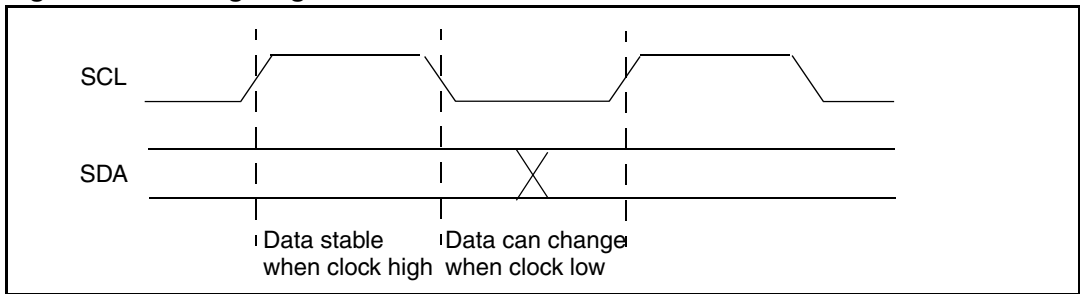 SCL
SDA
Data stable
when clock high
Data can change
when clock low